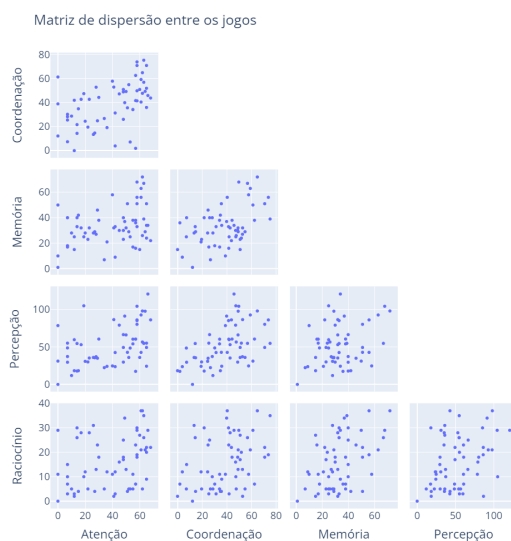 Matriz de dispersão entre os jogos
80
60
40
20
0
Coordenação
60
40
20
0
Memória
100
50
0
Percepção
40
30
20
10
0
Raciocínio
0 20 40 60
0 20 40 60 80
0 20 40 60
0 50 100
Atenção
Coordenação
Memória
Percepção